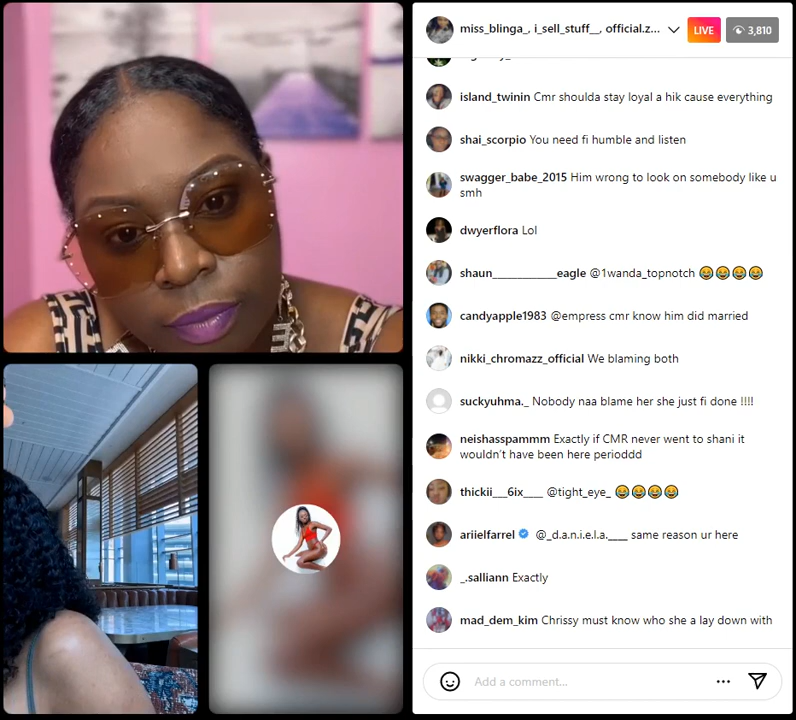 miss_blinga_, i_sell_stuff__, official.z...
LIVE
3,810
island_twinin Cmr shoulda stay loyal a hik cause everything
shai_scorpio You need fi humble and listen
swagger_babe_2015 Him wrong to look on somebody like u
smh
dwyerflora Lol
shaun_____________eagle @1wanda_topnotch 😂😂😂😂
candyapple1983 @empress cmr know him did married
nikki_chromazz_official We blaming both
suckyuhma._ Nobody naa blame her she just fi done !!!!
neishasspammm Exactly if CMR never went to shani it
wouldn't have been here perioddd
thickii___6ix____ @tight_eye_ 😂😂😂😂
ariielfarrel @_d.a.n.i.e.l.a.____ same reason ur here
_.salliann Exactly
mad_dem_kim Chrissy must know who she a lay down with
Add a comment...